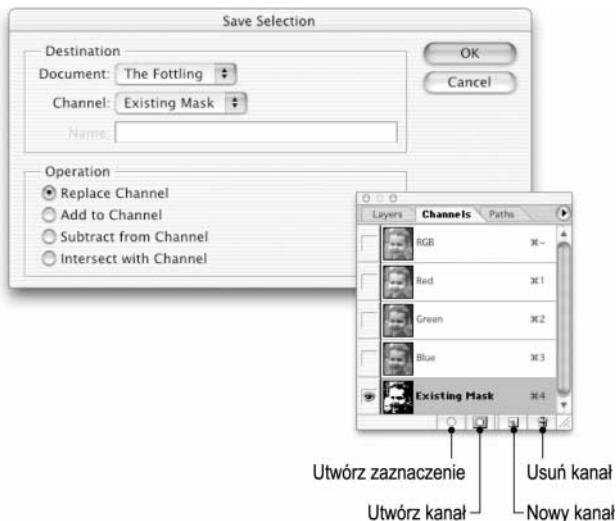 Save Selection
Destination
Document: The Fottling
OK
Channel: Existing Mask
Cancel
Name:
Operation
Replace Channel
Add to Channel
Subtract from Channel
Intersect with Channel
Layers Channels Paths
RGB ⌘~
Red ⌘1
Green ⌘2
Blue ⌘3
Existing Mask ⌘4
Utwórz zaznaczenie
Usuń kanał
Utwórz kanał
Nowy kanał